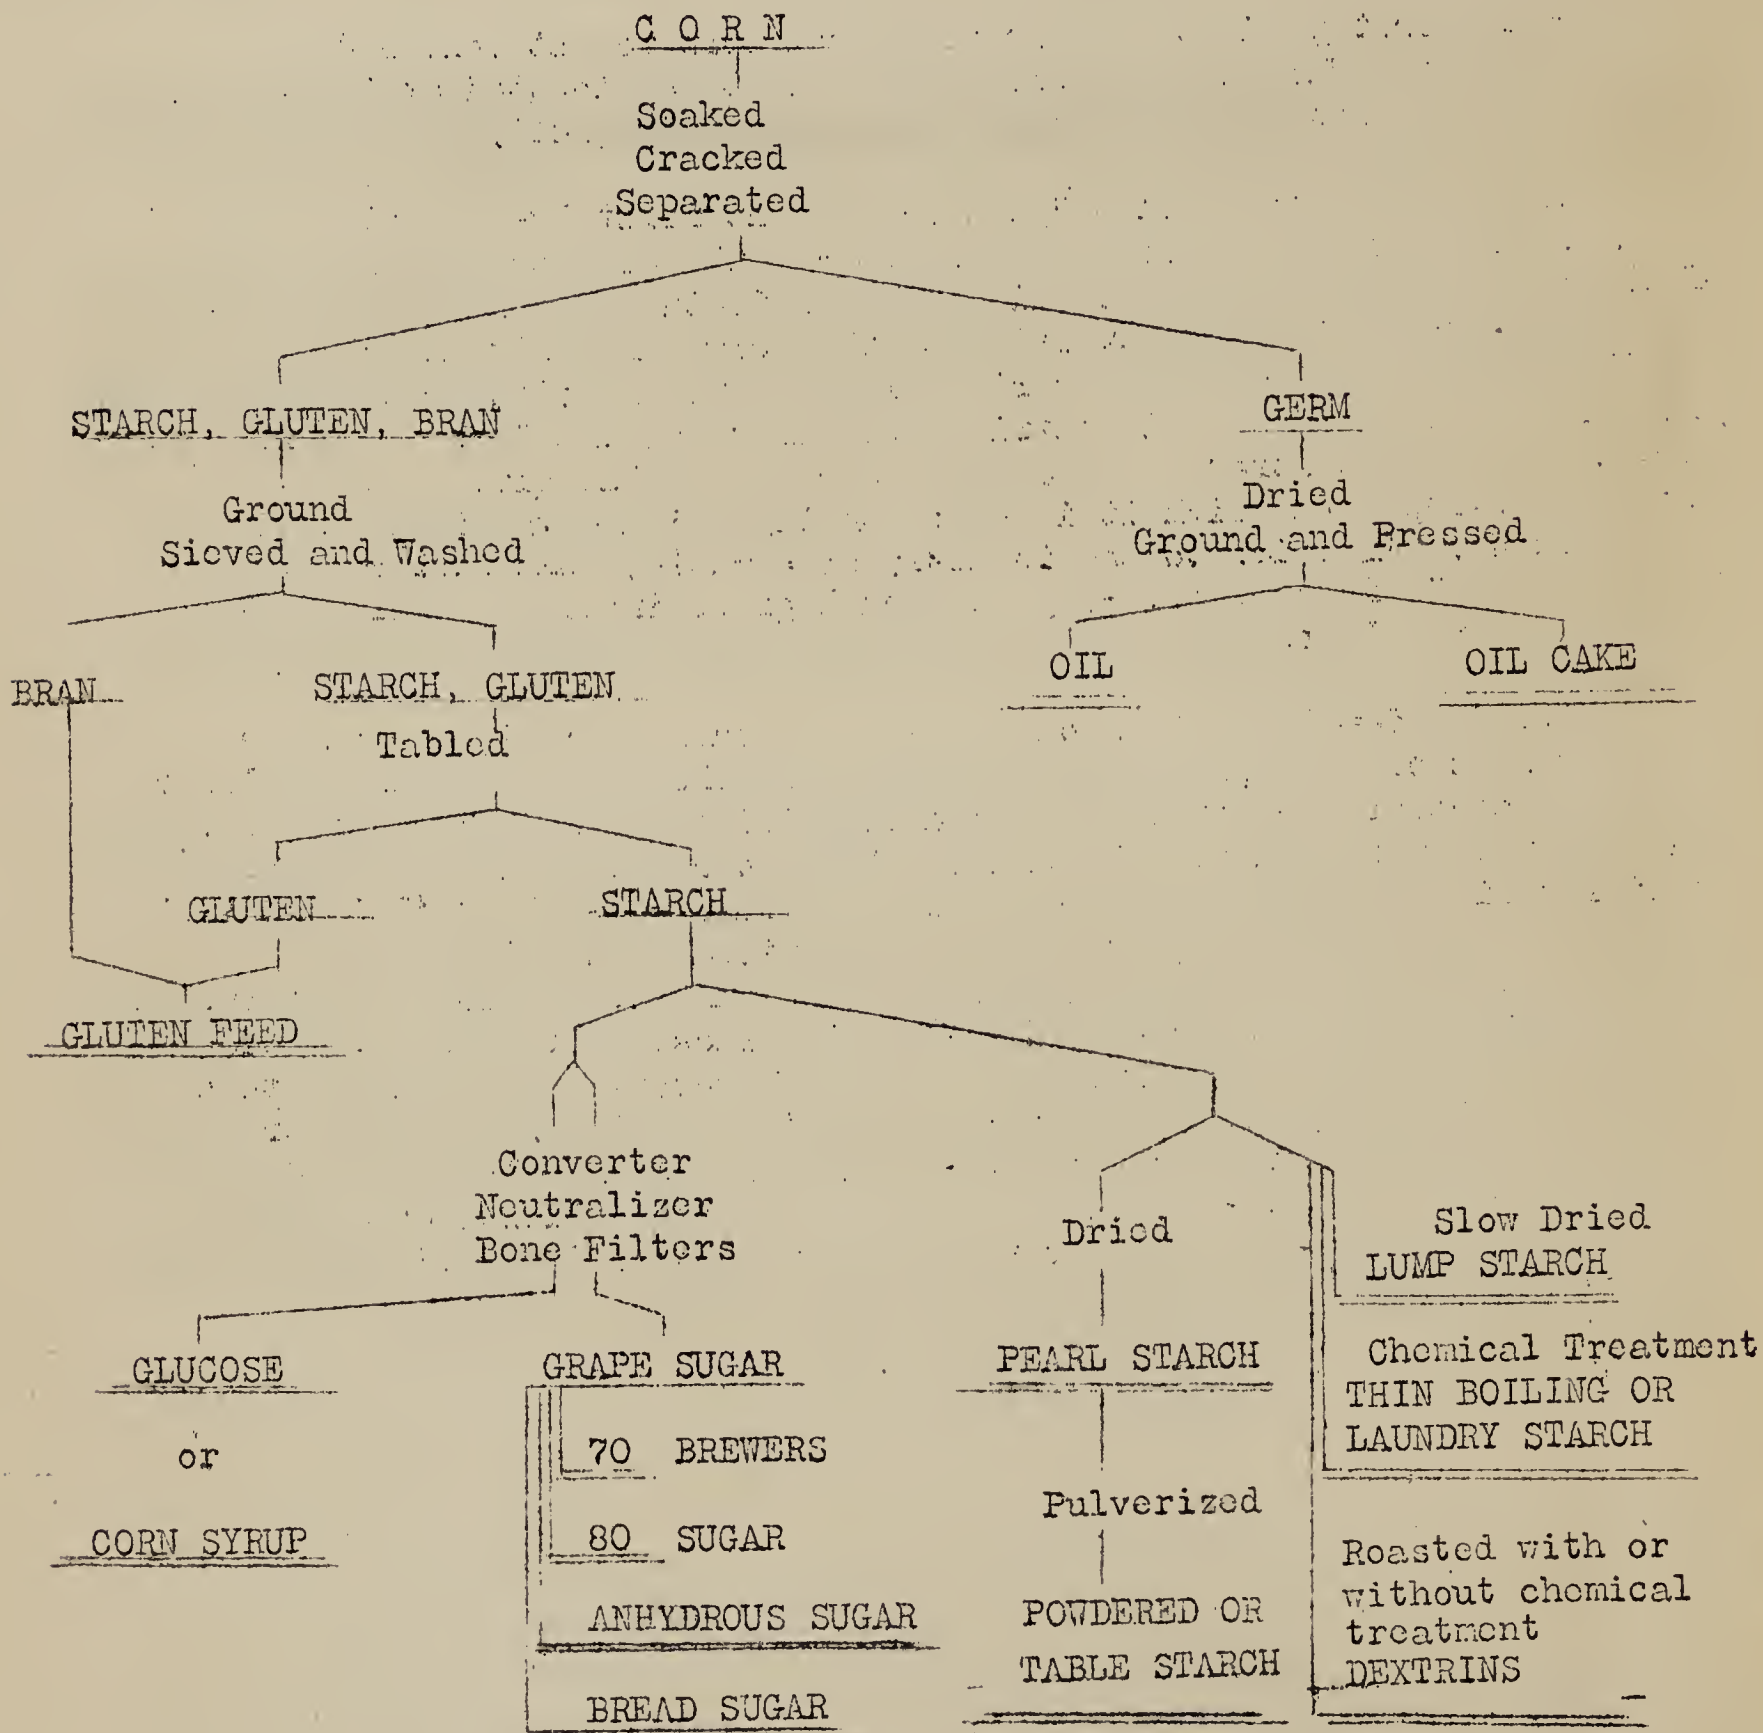 C O R N
Soaked
Cracked
Separated
STARCH, GLUTEN, BRAN
GERM
Ground
Sieved and Washed
Dried
Ground and Pressed
BRAN
STARCH, GLUTEN
OIL
OIL CAKE
Tabled
GLUTEN
STARCH
GLUTEN FEED
Converter
Neutralizer
Bone Filters
Dried
Slow Dried
LUMP STARCH
GLUCOSE
or
CORN SYRUP
GRAPE SUGAR
70 BREWERS
80 SUGAR
ANHYDROUS SUGAR
BREAD SUGAR
PEARL STARCH
Pulverized
POWDERED OR
TABLE STARCH
Chemical Treatment
THIN BOILING OR
LAUNDRY STARCH
Roasted with or
without chemical
treatment
DEXTRINS